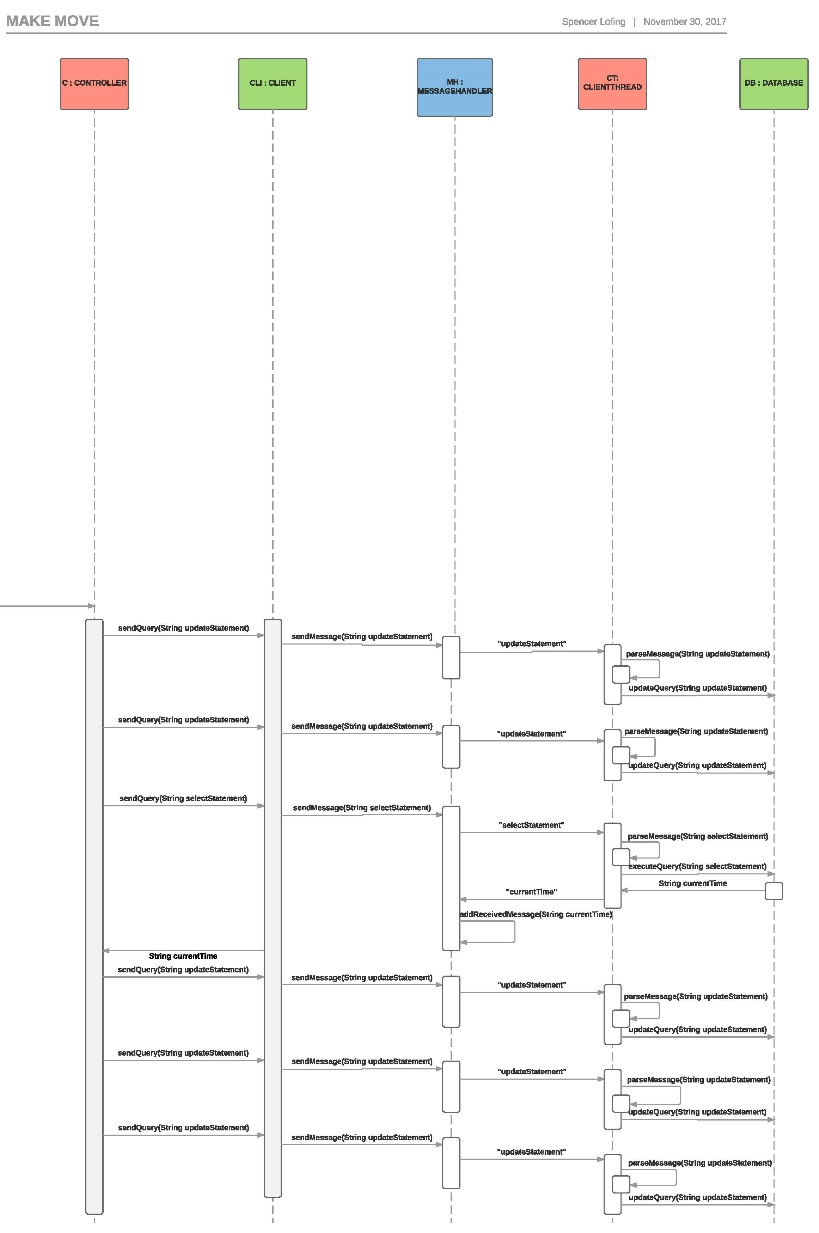 MAKE MOVE
Spencer Lofing | November 30, 2017
C : CONTROLLER
CLI : CLIENT
MH :
MESSAGEHANDLER
CT:
CLIENTTHREAD
DB : DATABASE
sendQuery(String updateStatement)
sendMessage(String updateStatement)
"updateStatement"
parseMessage(String updateStatement)
updateQuery(String updateStatement)
sendQuery(String updateStatement)
sendMessage(String updateStatement)
"updateStatement"
parseMessage(String updateStatement)
updateQuery(String updateStatement)
sendQuery(String selectStatement)
sendMessage(String selectStatement)
"selectStatement"
parseMessage(String selectStatement)
executeQuery(String selectStatement)
String currentTime
"currentTime"
addReceivedMessage(String currentTime)
String currentTime
sendQuery(String updateStatement)
sendMessage(String updateStatement)
"updateStatement"
parseMessage(String updateStatement)
updateQuery(String updateStatement)
sendQuery(String updateStatement)
sendMessage(String updateStatement)
"updateStatement"
parseMessage(String updateStatement)
updateQuery(String updateStatement)
sendQuery(String updateStatement)
sendMessage(String updateStatement)
"updateStatement"
parseMessage(String updateStatement)
updateQuery(String updateStatement)